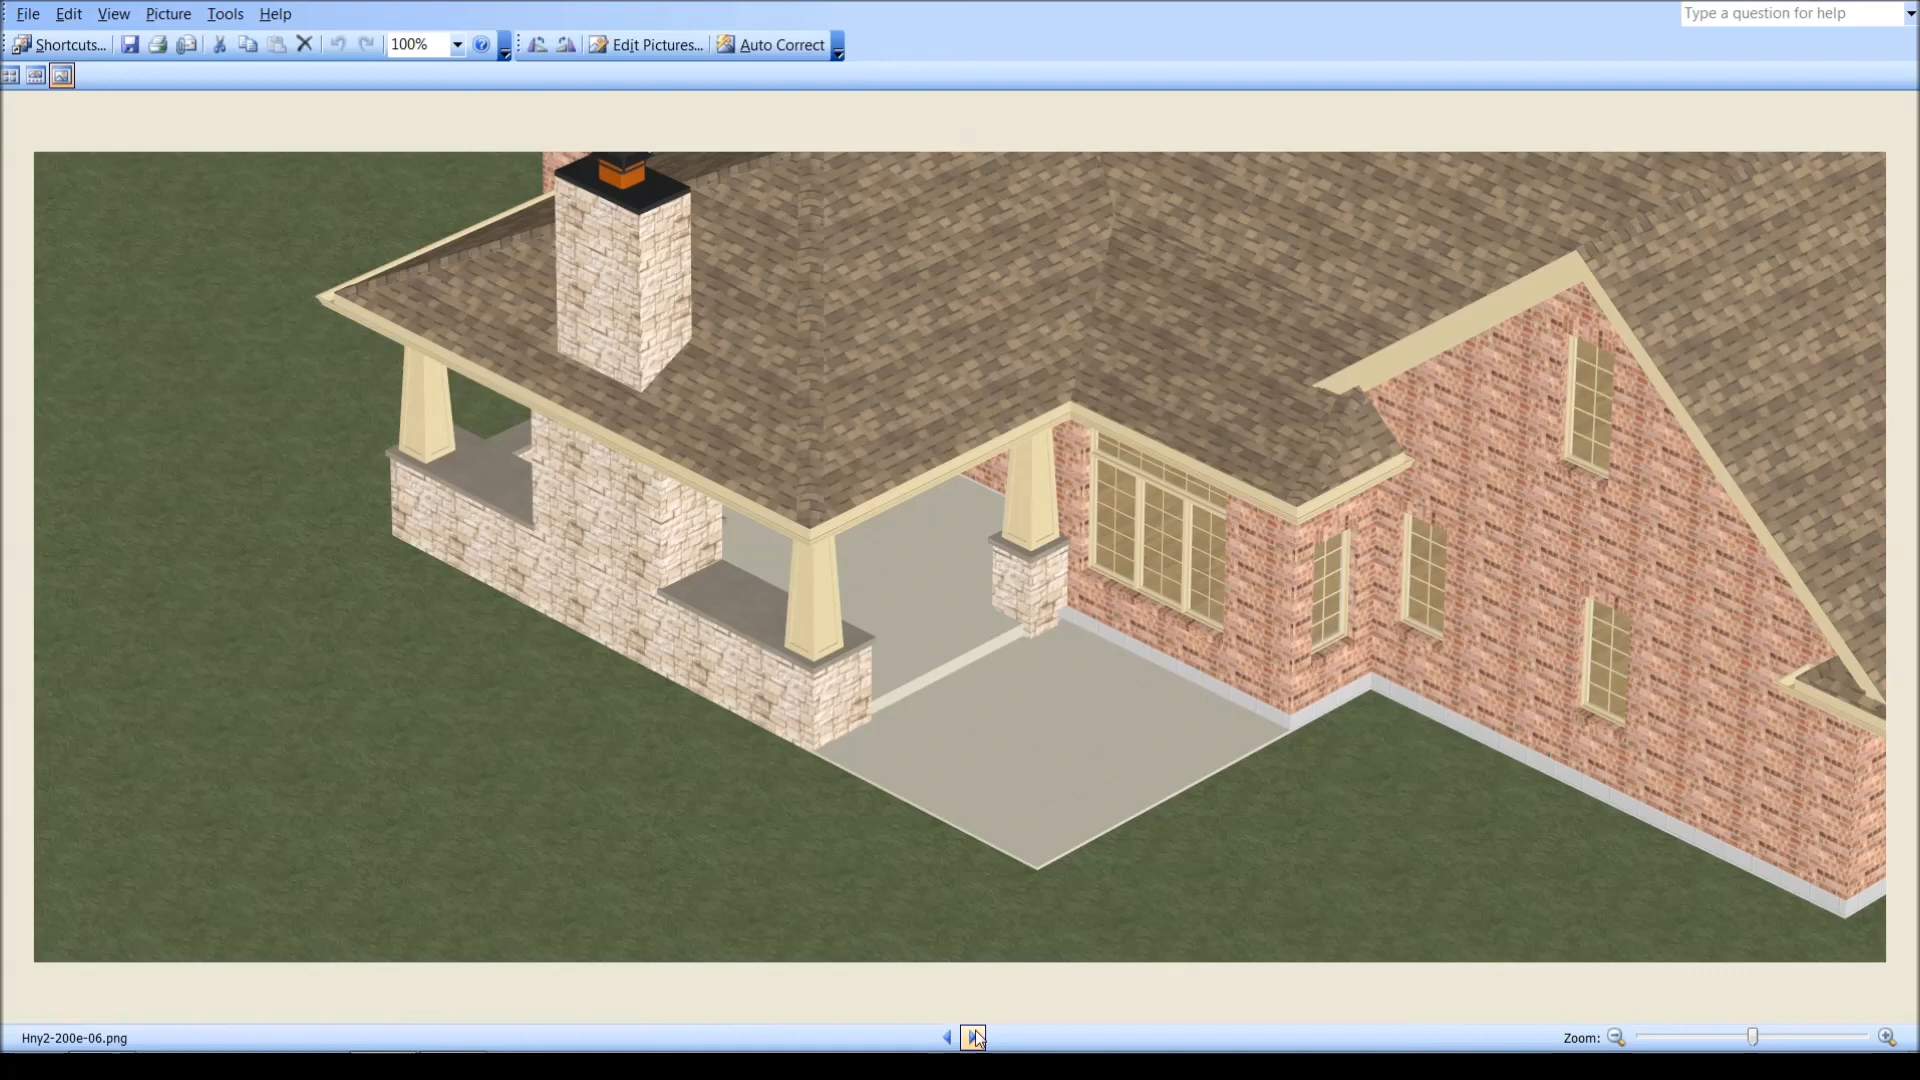 File Edit View Picture Tools Help
Type a question for help
Shortcuts... 100% Edit Pictures... Auto Correct
Hny2-200e-06.png
Zoom: